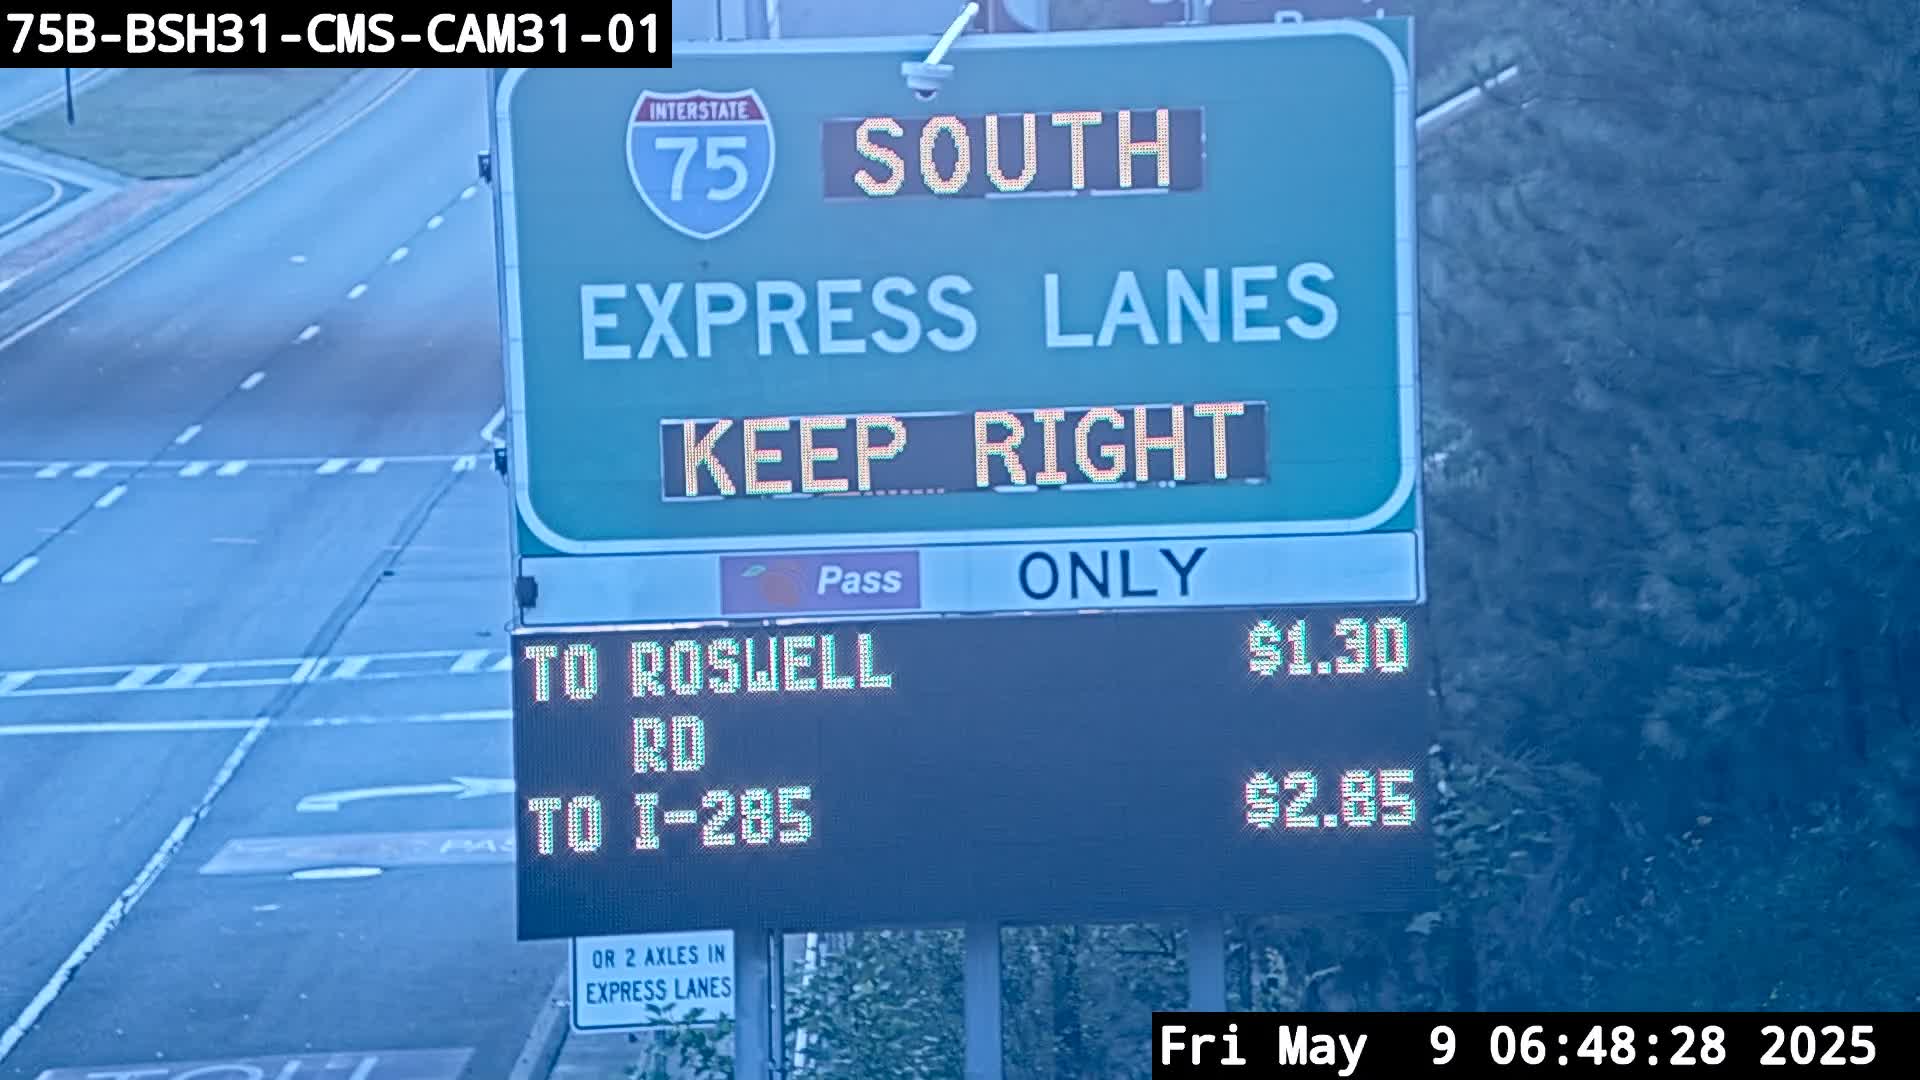 75B-BSH31-CMS-CAM31-01
INTERSTATE
75
SOUTH
EXPRESS LANES
KEEP RIGHT
Pass ONLY
TO ROSWELL $1.30
RD
TO I-285 $2.85
OR 2 AXLES IN
EXPRESS LANES
Fri May 9 06:48:28 2025